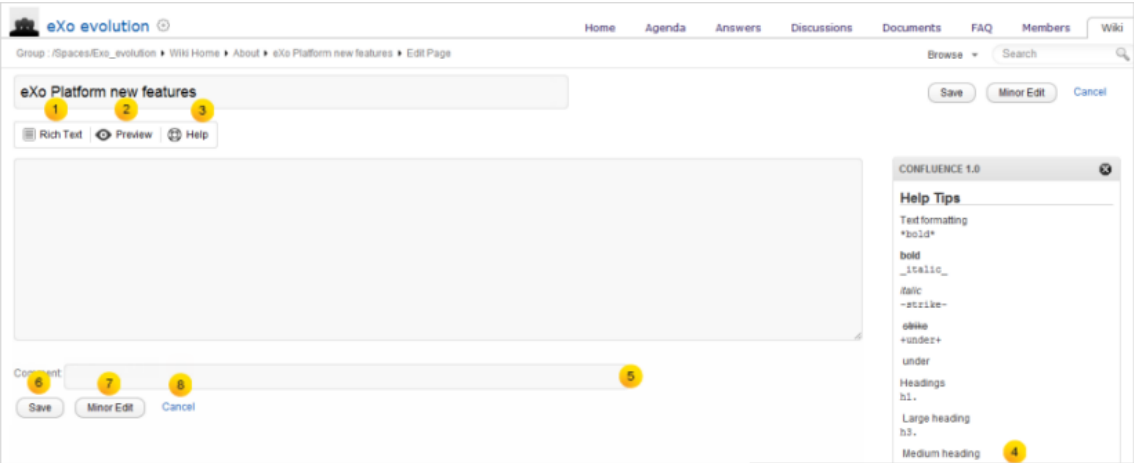 eXo evolution
Home Agenda Answers Discussions Documents FAQ Members Wiki
Group : /Spaces/Exo_evolution ▸ Wiki Home ▸ About ▸ eXo Platform new features ▸ Edit Page
Browse Search
eXo Platform new features
Save Minor Edit Cancel
1 2 3
Rich Text Preview Help
CONFLUENCE 1.0
Help Tips
Text formatting
*bold*
bold
_italic_
italic
-strike-
strike
+under+
under
Headings
h1.
Large heading
h3.
Medium heading
4
Comment
5
6 7 8
Save Minor Edit Cancel